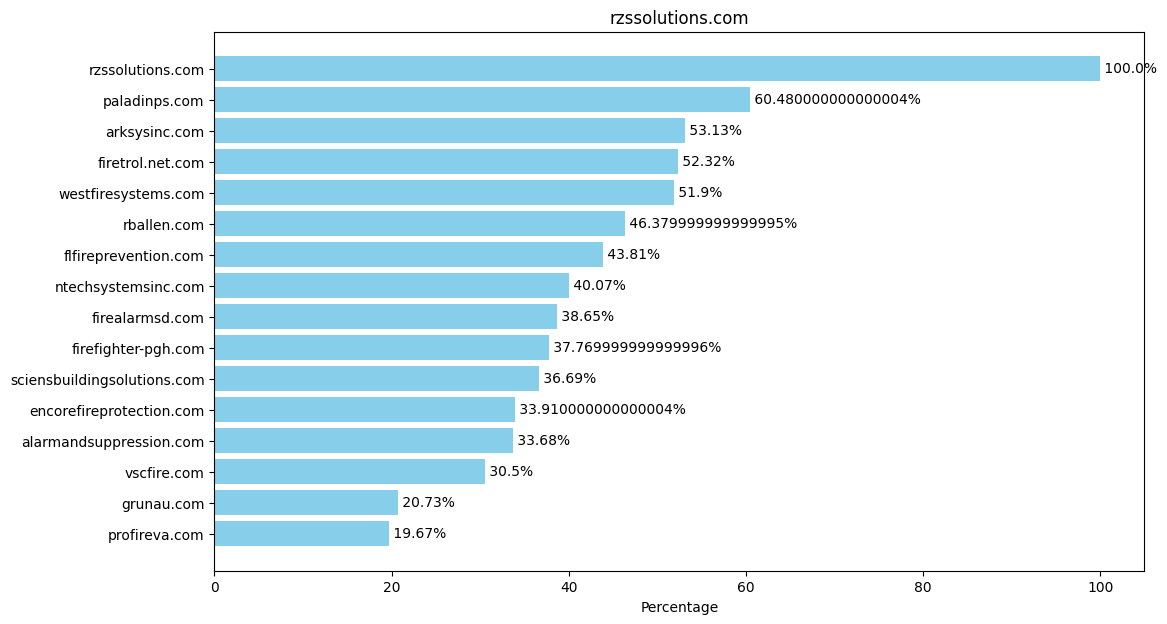 rzssolutions.com
rzssolutions.com 100.0%
paladinps.com 60.480000000000004%
arksysinc.com 53.13%
firetrol.net.com 52.32%
westfiresystems.com 51.9%
rballen.com 46.379999999999995%
flfireprevention.com 43.81%
ntechsystemsinc.com 40.07%
firealarmsd.com 38.65%
firefighter-pgh.com 37.769999999999996%
sciensbuildingsolutions.com 36.69%
encorefireprotection.com 33.910000000000004%
alarmandsuppression.com 33.68%
vscfire.com 30.5%
grunau.com 20.73%
profireva.com 19.67%
0 20 40 60 80 100
Percentage